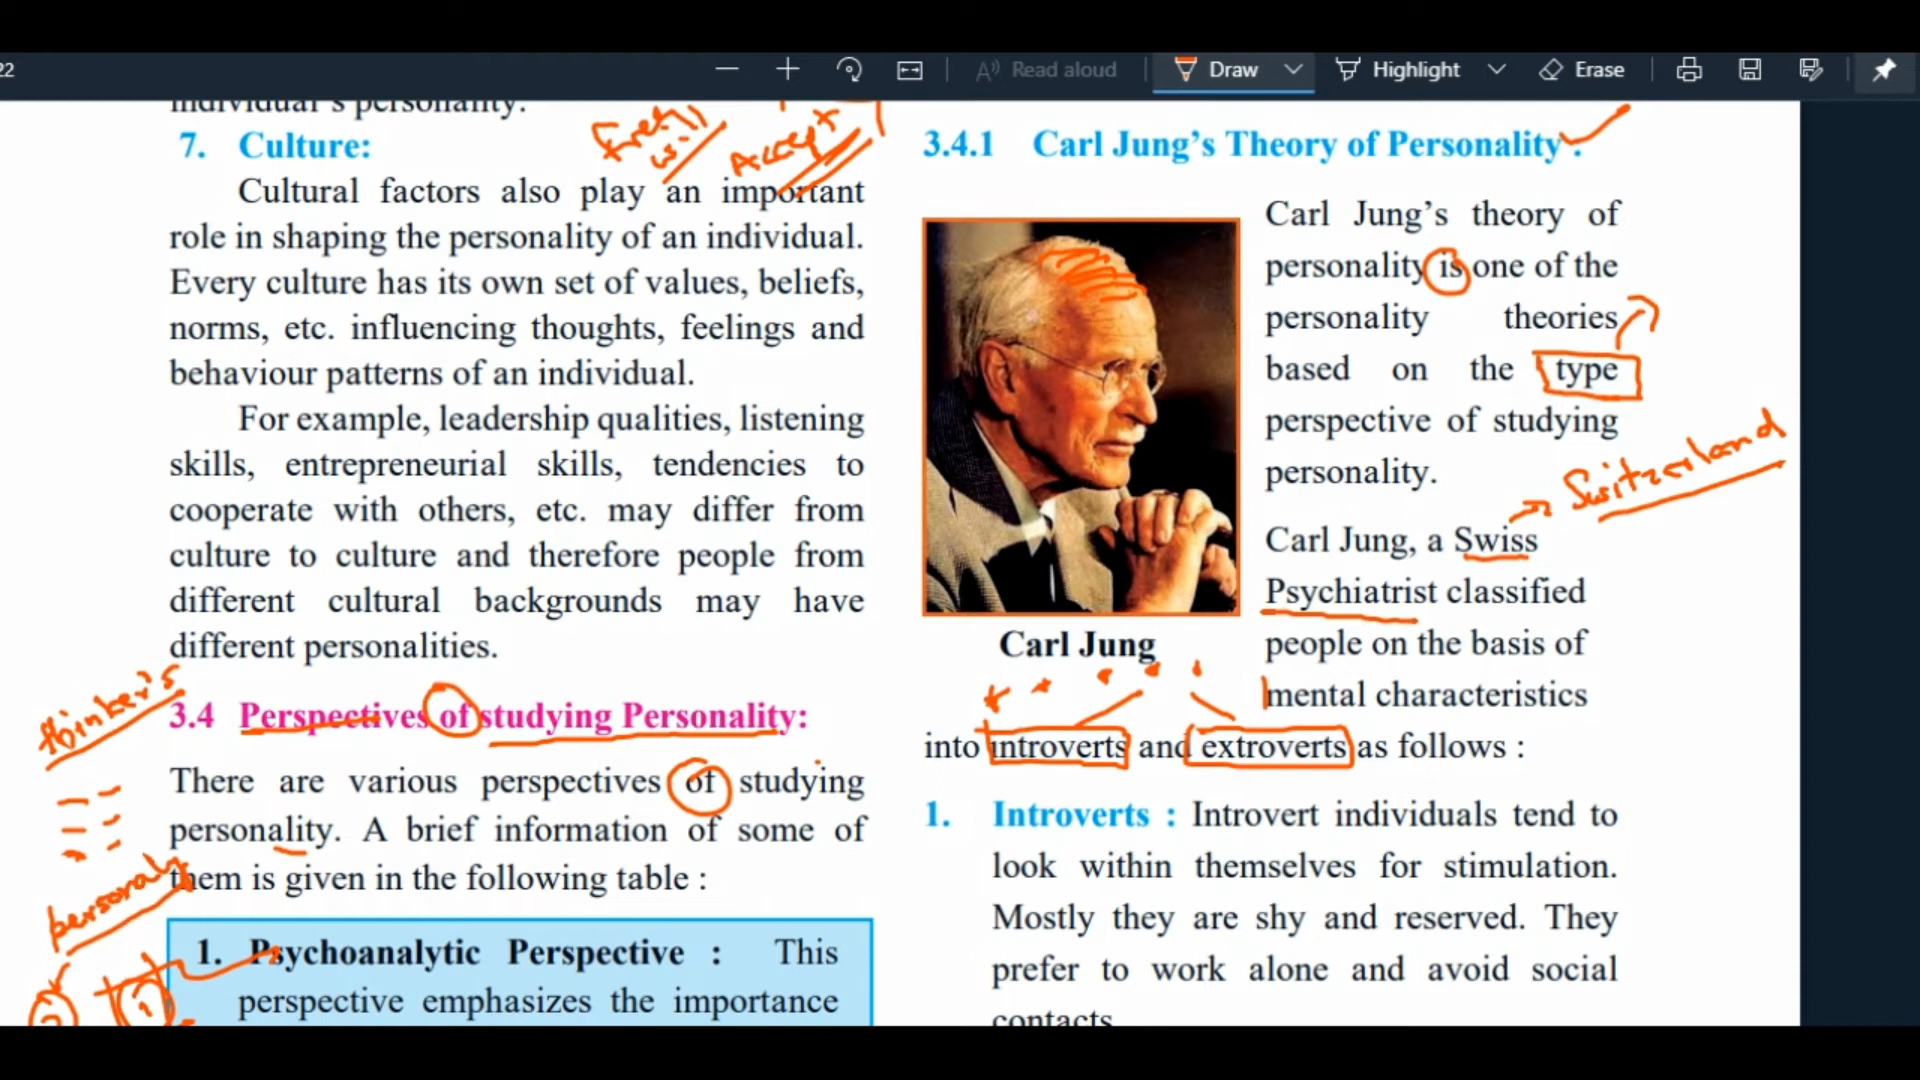 22
Read aloud
Draw
Highlight
Erase
individual's personality.
7. Culture:
Free
will
Accept
Cultural factors also play an important
role in shaping the personality of an individual.
Every culture has its own set of values, beliefs,
norms, etc. influencing thoughts, feelings and
behaviour patterns of an individual.
For example, leadership qualities, listening
skills, entrepreneurial skills, tendencies to
cooperate with others, etc. may differ from
culture to culture and therefore people from
different cultural backgrounds may have
different personalities.
thinker's
3.4 Perspectives of studying Personality:
There are various perspectives of studying
personality. A brief information of some of
them is given in the following table :
1. Psychoanalytic Perspective : This
perspective emphasizes the importance
3.4.1 Carl Jung's Theory of Personality :
Carl Jung's theory of
personality is one of the
personality theories
based on the type
perspective of studying
personality.
Switzerland
Carl Jung, a Swiss
Psychiatrist classified
people on the basis of
mental characteristics
Carl Jung
into introverts and extroverts as follows :
1. Introverts : Introvert individuals tend to
look within themselves for stimulation.
Mostly they are shy and reserved. They
prefer to work alone and avoid social
contacts